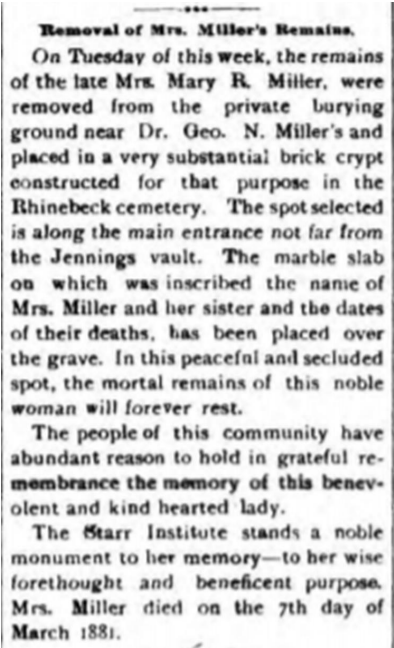 Removal of Mrs. Miller's Remains.
On Tuesday of this week, the remains
of the late Mrs. Mary R. Miller, were
removed from the private burying
ground near Dr. Geo. N. Miller's and
placed in a very substantial brick crypt
constructed for that purpose in the
Rhinebeck cemetery. The spot selected
is along the main entrance not far from
the Jennings vault. The marble slab
on which was inscribed the name of
Mrs. Miller and her sister and the dates
of their deaths, has been placed over
the grave. In this peaceful and secluded
spot, the mortal remains of this noble
woman will forever rest.
The people of this community have
abundant reason to hold in grateful re-
membrance the memory of this benev-
olent and kind hearted lady.
The Starr Institute stands a noble
monument to her memory—to her wise
forethought and beneficent purpose.
Mrs. Miller died on the 7th day of
March 1881.